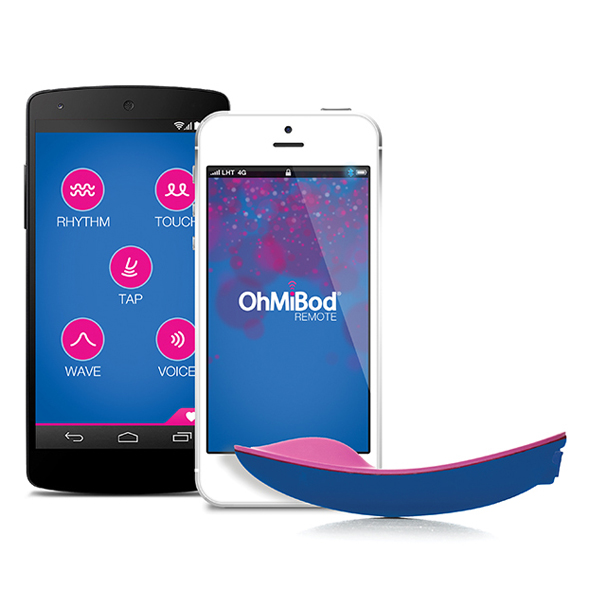 RHYTHM
TOUCH
TAP
WAVE
VOICE
LHT 4G
OhMiBod®
REMOTE